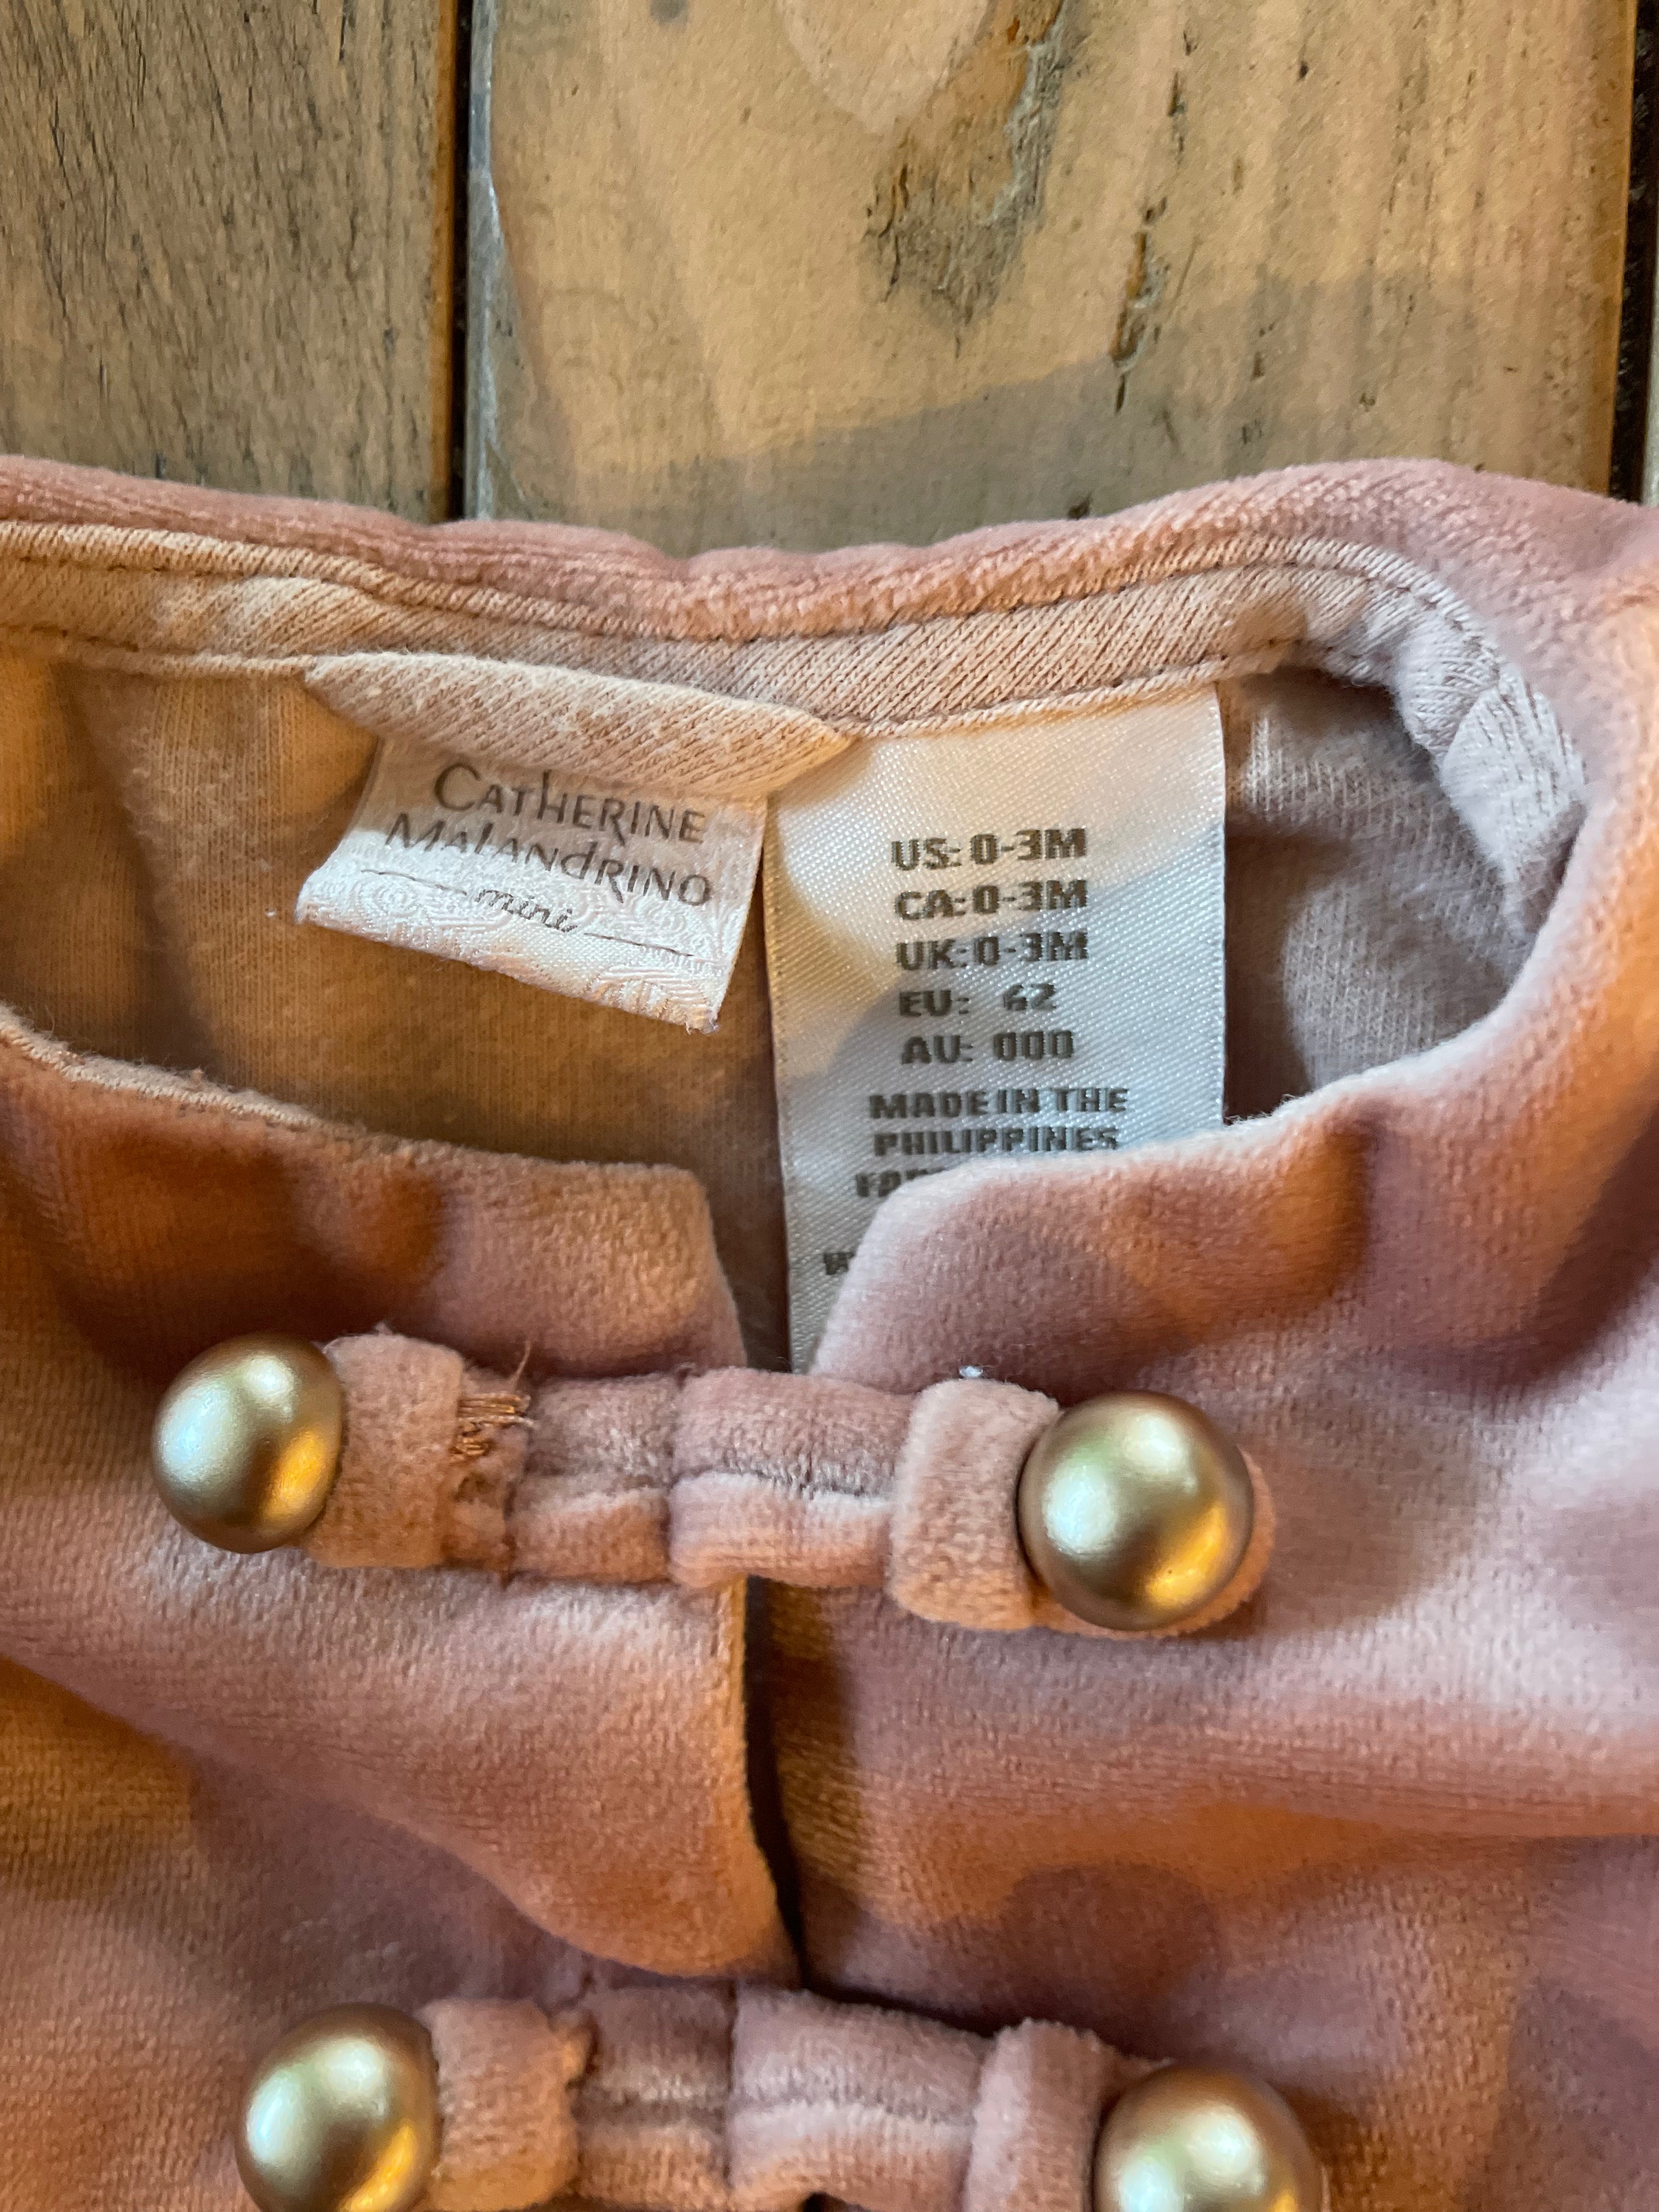 CATHERINE
MALANDRINO
mini
US: 0-3M
CA: 0-3M
UK: 0-3M
EU: 62
AU: 000
MADE IN THE
PHILIPPINES